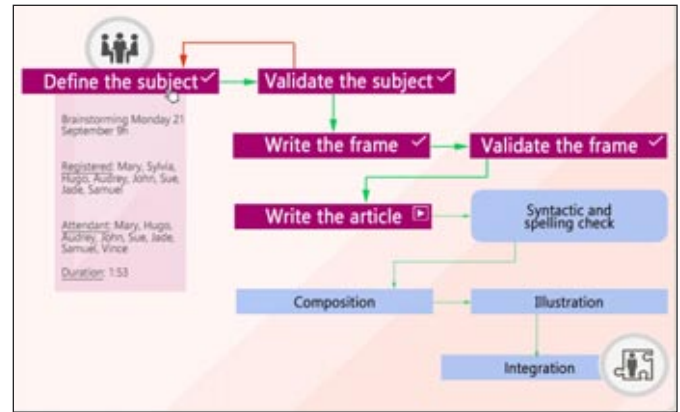 Define the subject
Validate the subject
Brainstorming Monday 21
September 9h
Registered: Mary, Sylvia,
Hugo, Audrey, John, Sue,
Jade, Samuel
Attendant: Mary, Hugo,
Audrey, John, Sue, Jade,
Samuel, Vince
Duration: 1:53
Write the frame
Validate the frame
Write the article
Syntactic and
spelling check
Composition
Illustration
Integration